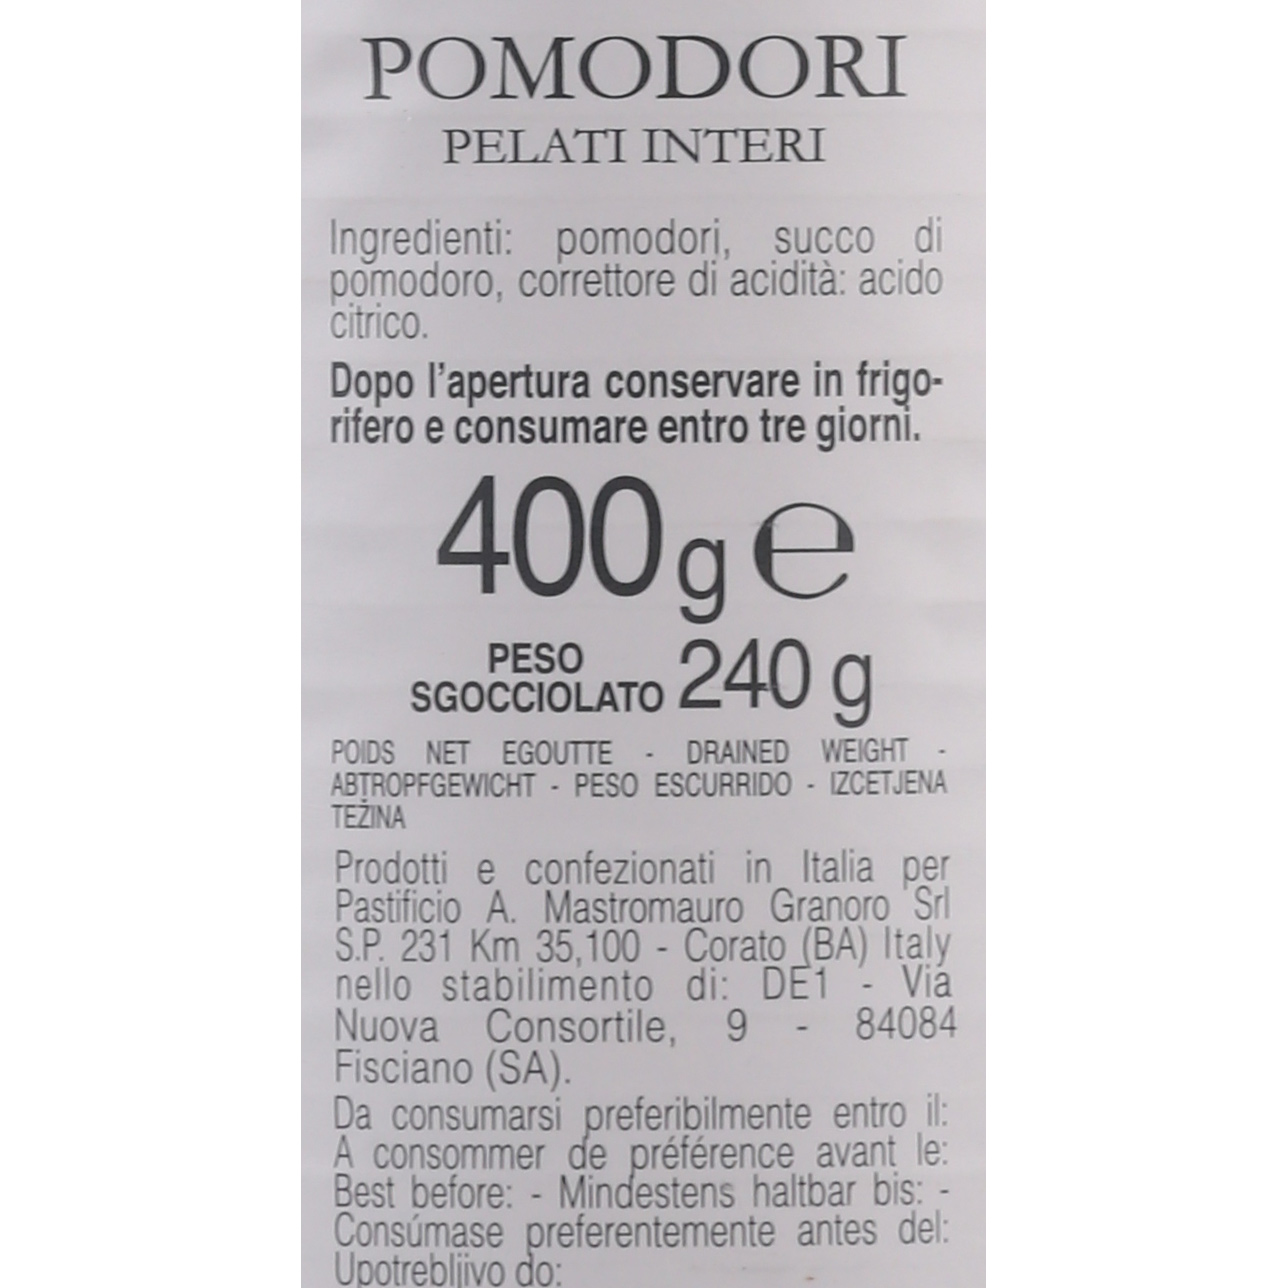 POMODORI
PELATI INTERI
Ingredienti: pomodori, succo di
pomodoro, correttore di acidità: acido
citrico.
Dopo l'apertura conservare in frigo-
rifero e consumare entro tre giorni.
400 g ℮
PESO
SGOCCIOLATO 240 g
POIDS NET EGOUTTE - DRAINED WEIGHT -
ABTROPFGEWICHT - PESO ESCURRIDO - IZCETJENA
TEŽINA
Prodotti e confezionati in Italia per
Pastificio A. Mastromauro Granoro Srl
S.P. 231 Km 35,100 - Corato (BA) Italy
nello stabilimento di: DE1 - Via
Nuova Consortile, 9 - 84084
Fisciano (SA).
Da consumarsi preferibilmente entro il:
A consommer de préférence avant le:
Best before: - Mindestens haltbar bis: -
Consúmase preferentemente antes del:
Upotrebljivo do: